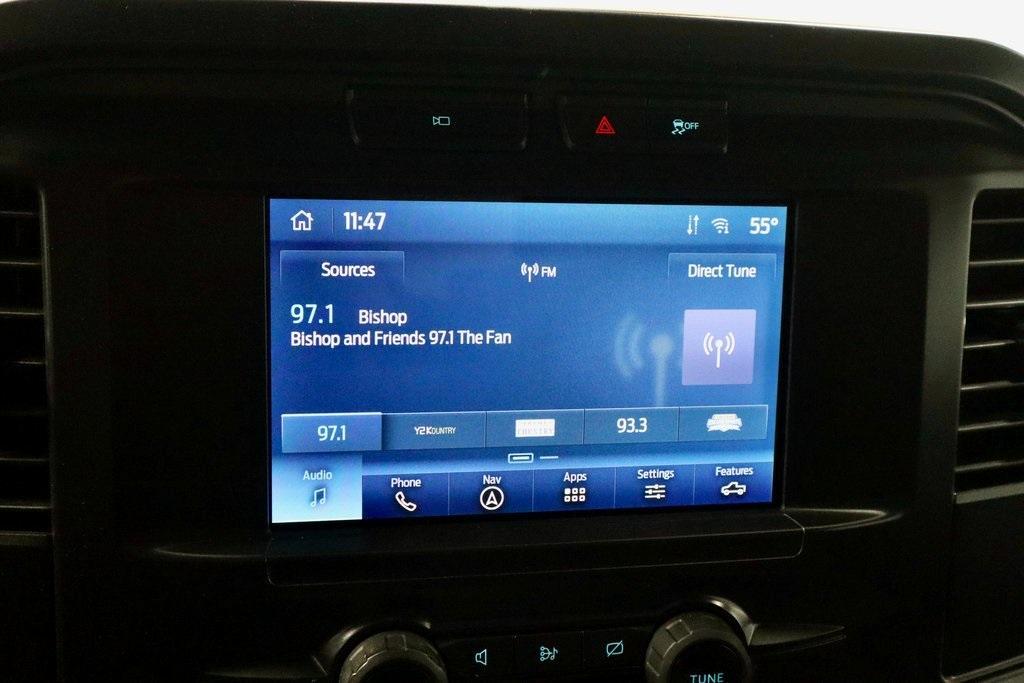 OFF
11:47
55°
Sources
FM
Direct Tune
97.1 Bishop
Bishop and Friends 97.1 The Fan
97.1
Y2KOUNTRY
COUNTRY
93.3
Audio
Phone
Nav
Apps
Settings
Features
TUNE